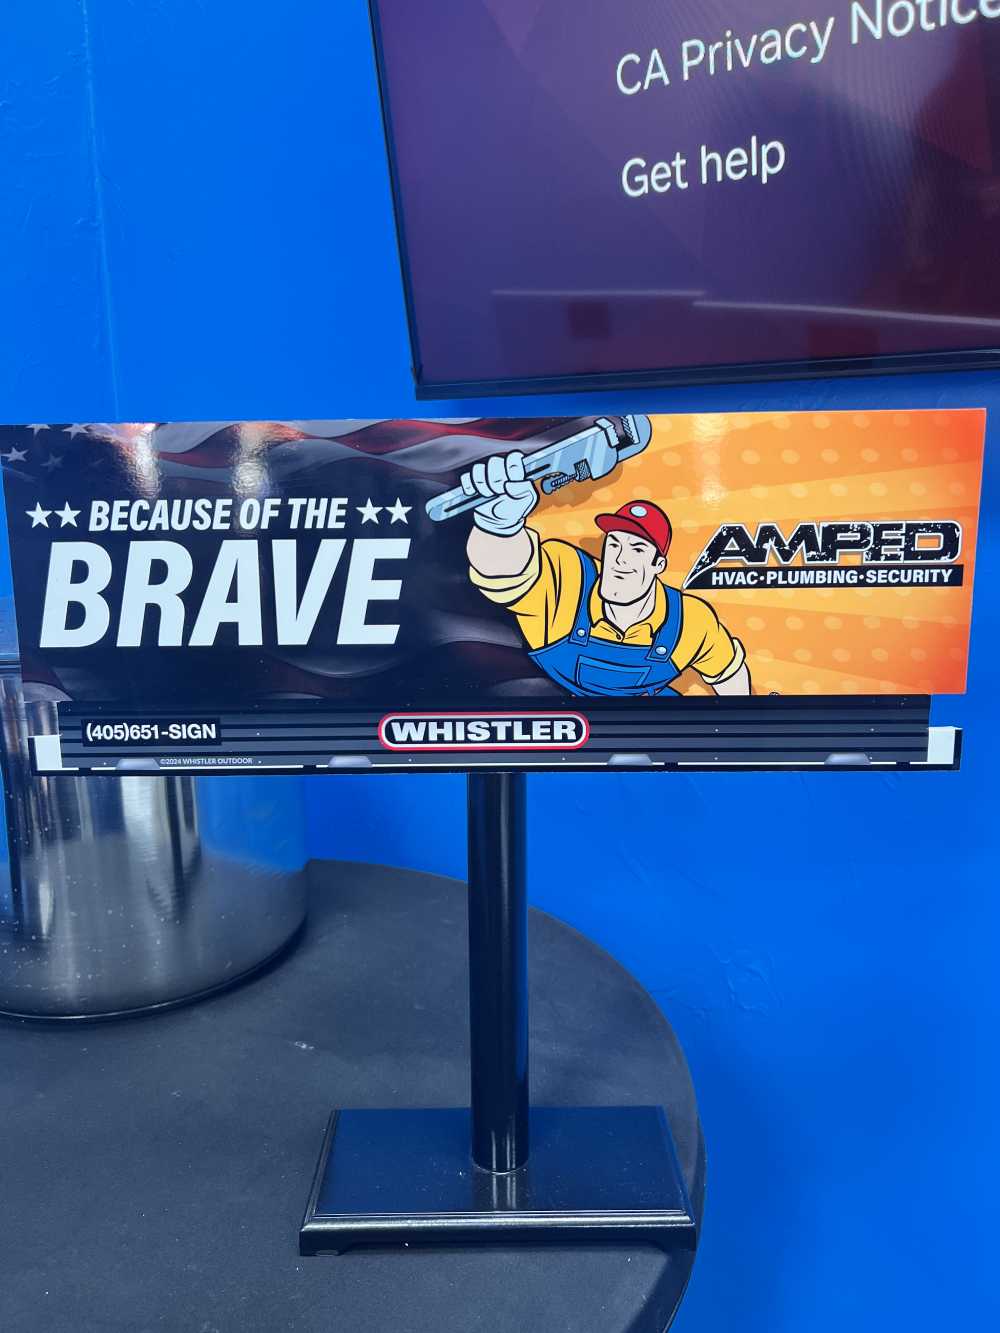 CA Privacy Notice
Get help
BECAUSE OF THE
BRAVE
AMPED
HVAC•PLUMBING•SECURITY
(405)651-SIGN
WHISTLER
©2024 WHISTLER OUTDOOR